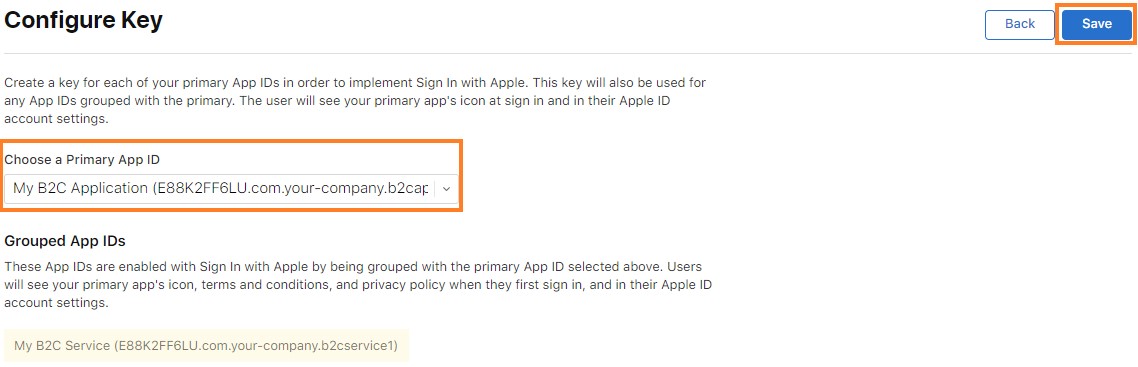 Configure Key
Back
Save
Create a key for each of your primary App IDs in order to implement Sign In with Apple. This key will also be used for
any App IDs grouped with the primary. The user will see your primary app's icon at sign in and in their Apple ID
account settings.
Choose a Primary App ID
My B2C Application (E88K2FF6LU.com.your-company.b2cap
Grouped App IDs
These App IDs are enabled with Sign In with Apple by being grouped with the primary App ID selected above. Users
will see your primary app's icon, terms and conditions, and privacy policy when they first sign in, and in their Apple ID
account settings.
My B2C Service (E88K2FF6LU.com.your-company.b2cservice1)